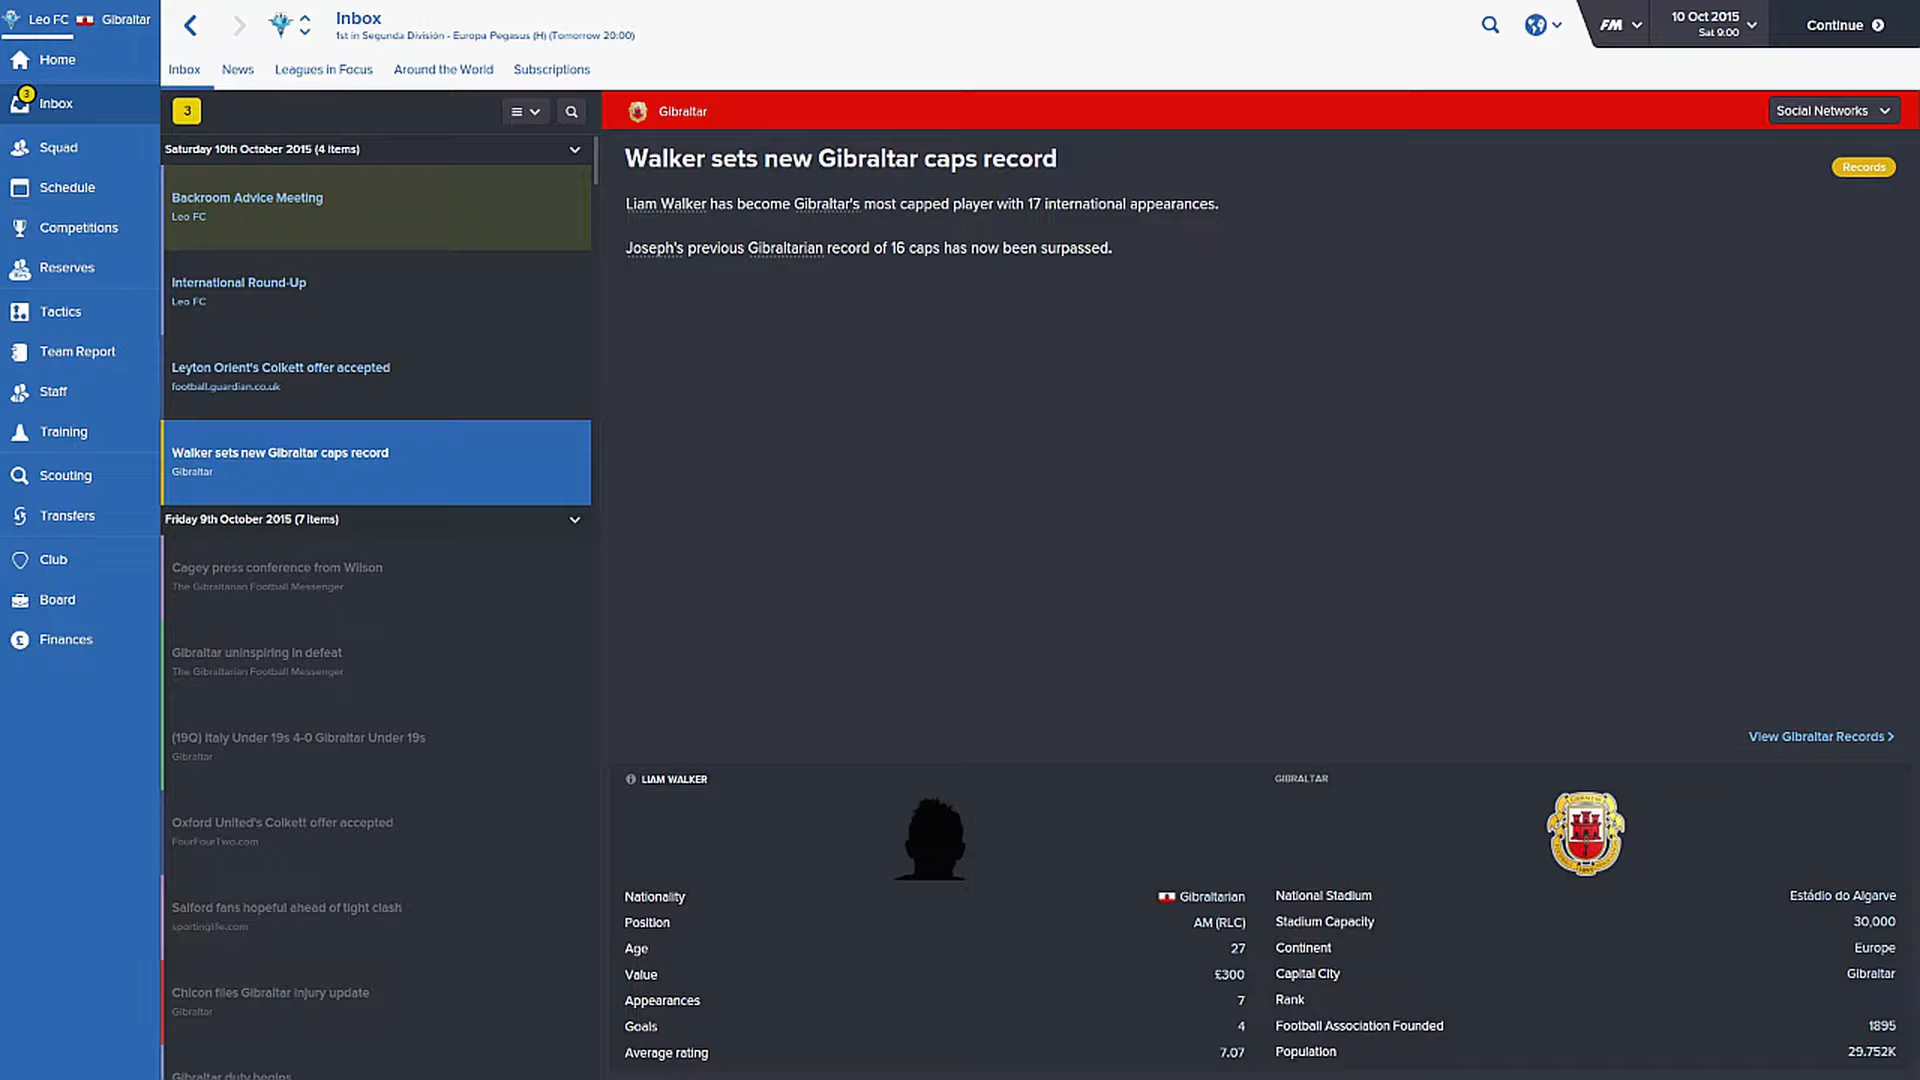 Leo FC Gibraltar
Home
3
Inbox
Squad
Schedule
Competitions
Reserves
Tactics
Team Report
Staff
Training
Scouting
Transfers
Club
Board
Finances
Inbox
1st in Segunda División - Europa Pegasus (H) (Tomorrow 20:00)
FM
10 Oct 2015
Sat 9:00
Continue
Inbox News Leagues in Focus Around the World Subscriptions
3
Saturday 10th October 2015 (4 Items)
Backroom Advice Meeting
Leo FC
International Round-Up
Leo FC
Leyton Orient's Colkett offer accepted
football.guardian.co.uk
Walker sets new Gibraltar caps record
Gibraltar
Friday 9th October 2015 (7 Items)
Cagey press conference from Wilson
The Gibraltarian Football Messenger
Gibraltar uninspiring in defeat
The Gibraltarian Football Messenger
(19Q) Italy Under 19s 4-0 Gibraltar Under 19s
Gibraltar
Oxford United's Colkett offer accepted
FourFourTwo.com
Salford fans hopeful ahead of tight clash
sportinglife.com
Chicon files Gibraltar injury update
Gibraltar
Gibraltar duty begins
Gibraltar
Social Networks
Walker sets new Gibraltar caps record
Records
Liam Walker has become Gibraltar's most capped player with 17 international appearances.
Joseph's previous Gibraltarian record of 16 caps has now been surpassed.
View Gibraltar Records >
LIAM WALKER
Nationality Gibraltarian
Position AM (RLC)
Age 27
Value £300
Appearances 7
Goals 4
Average rating 7.07
GIBRALTAR
National Stadium Estádio do Algarve
Stadium Capacity 30,000
Continent Europe
Capital City Gibraltar
Rank
Football Association Founded 1895
Population 29.752K